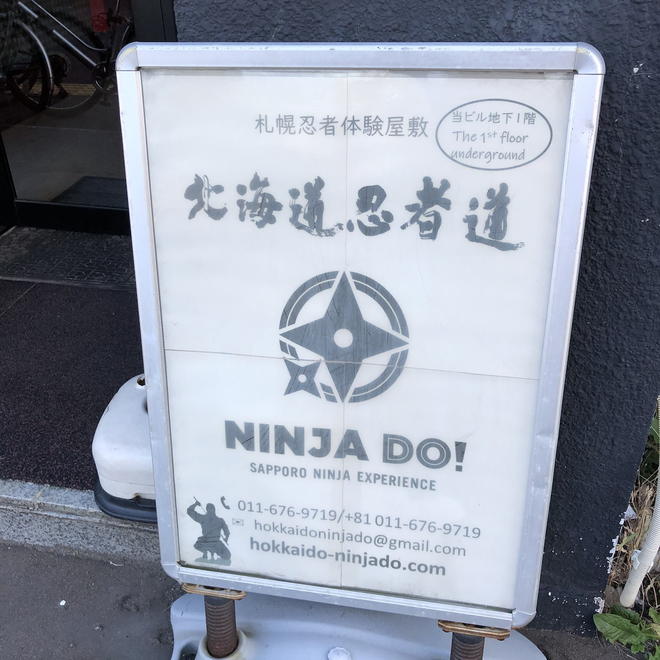 札幌忍者体験屋敷
当ビル地下1階
The 1st floor
underground
北海道忍者道
NINJA DO!
SAPPORO NINJA EXPERIENCE
011-676-9719/+81 011-676-9719
hokkaidoninjado@gmail.com
hokkaido-ninjado.com